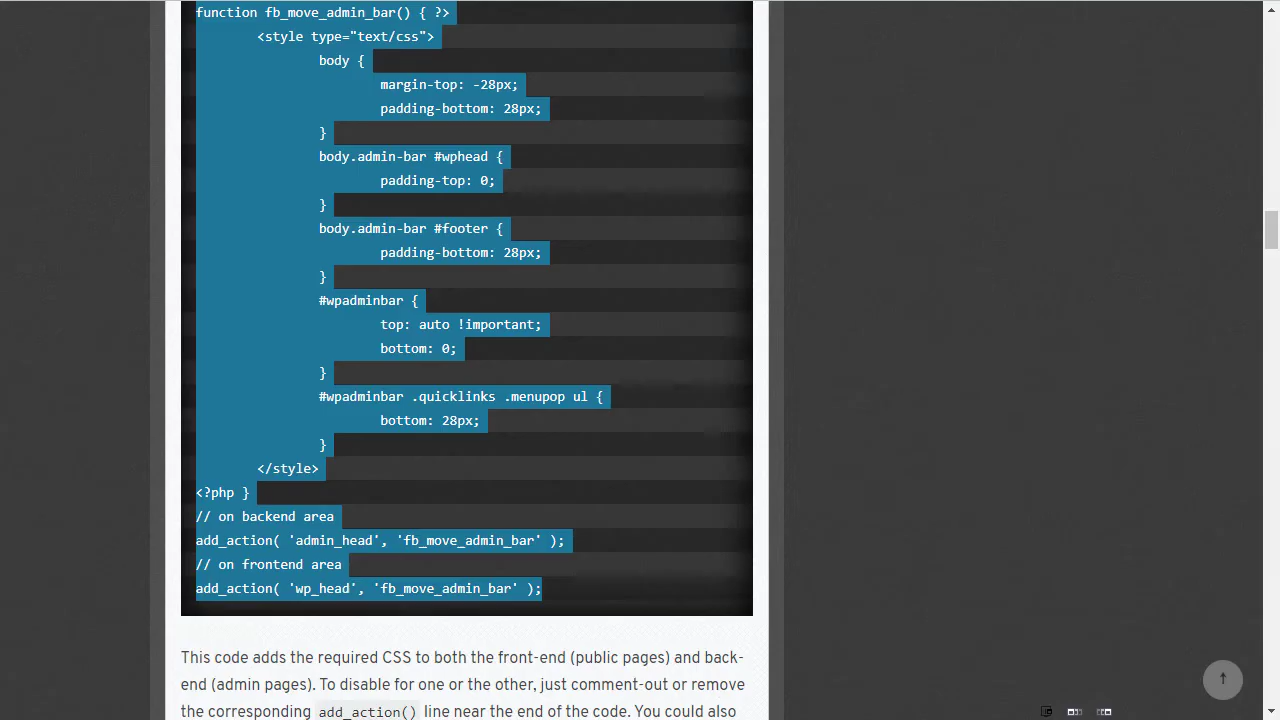 function fb_move_admin_bar() { ?>
<style type="text/css">
body {
margin-top: -28px;
padding-bottom: 28px;
}
body.admin-bar #wphead {
padding-top: 0;
}
body.admin-bar #footer {
padding-bottom: 28px;
}
#wpadminbar {
top: auto !important;
bottom: 0;
}
#wpadminbar .quicklinks .menupop ul {
bottom: 28px;
}
</style>
<?php }
// on backend area
add_action( 'admin_head', 'fb_move_admin_bar' );
// on frontend area
add_action( 'wp_head', 'fb_move_admin_bar' );
This code adds the required CSS to both the front-end (public pages) and back-
end (admin pages). To disable for one or the other, just comment-out or remove
the corresponding add_action() line near the end of the code. You could also